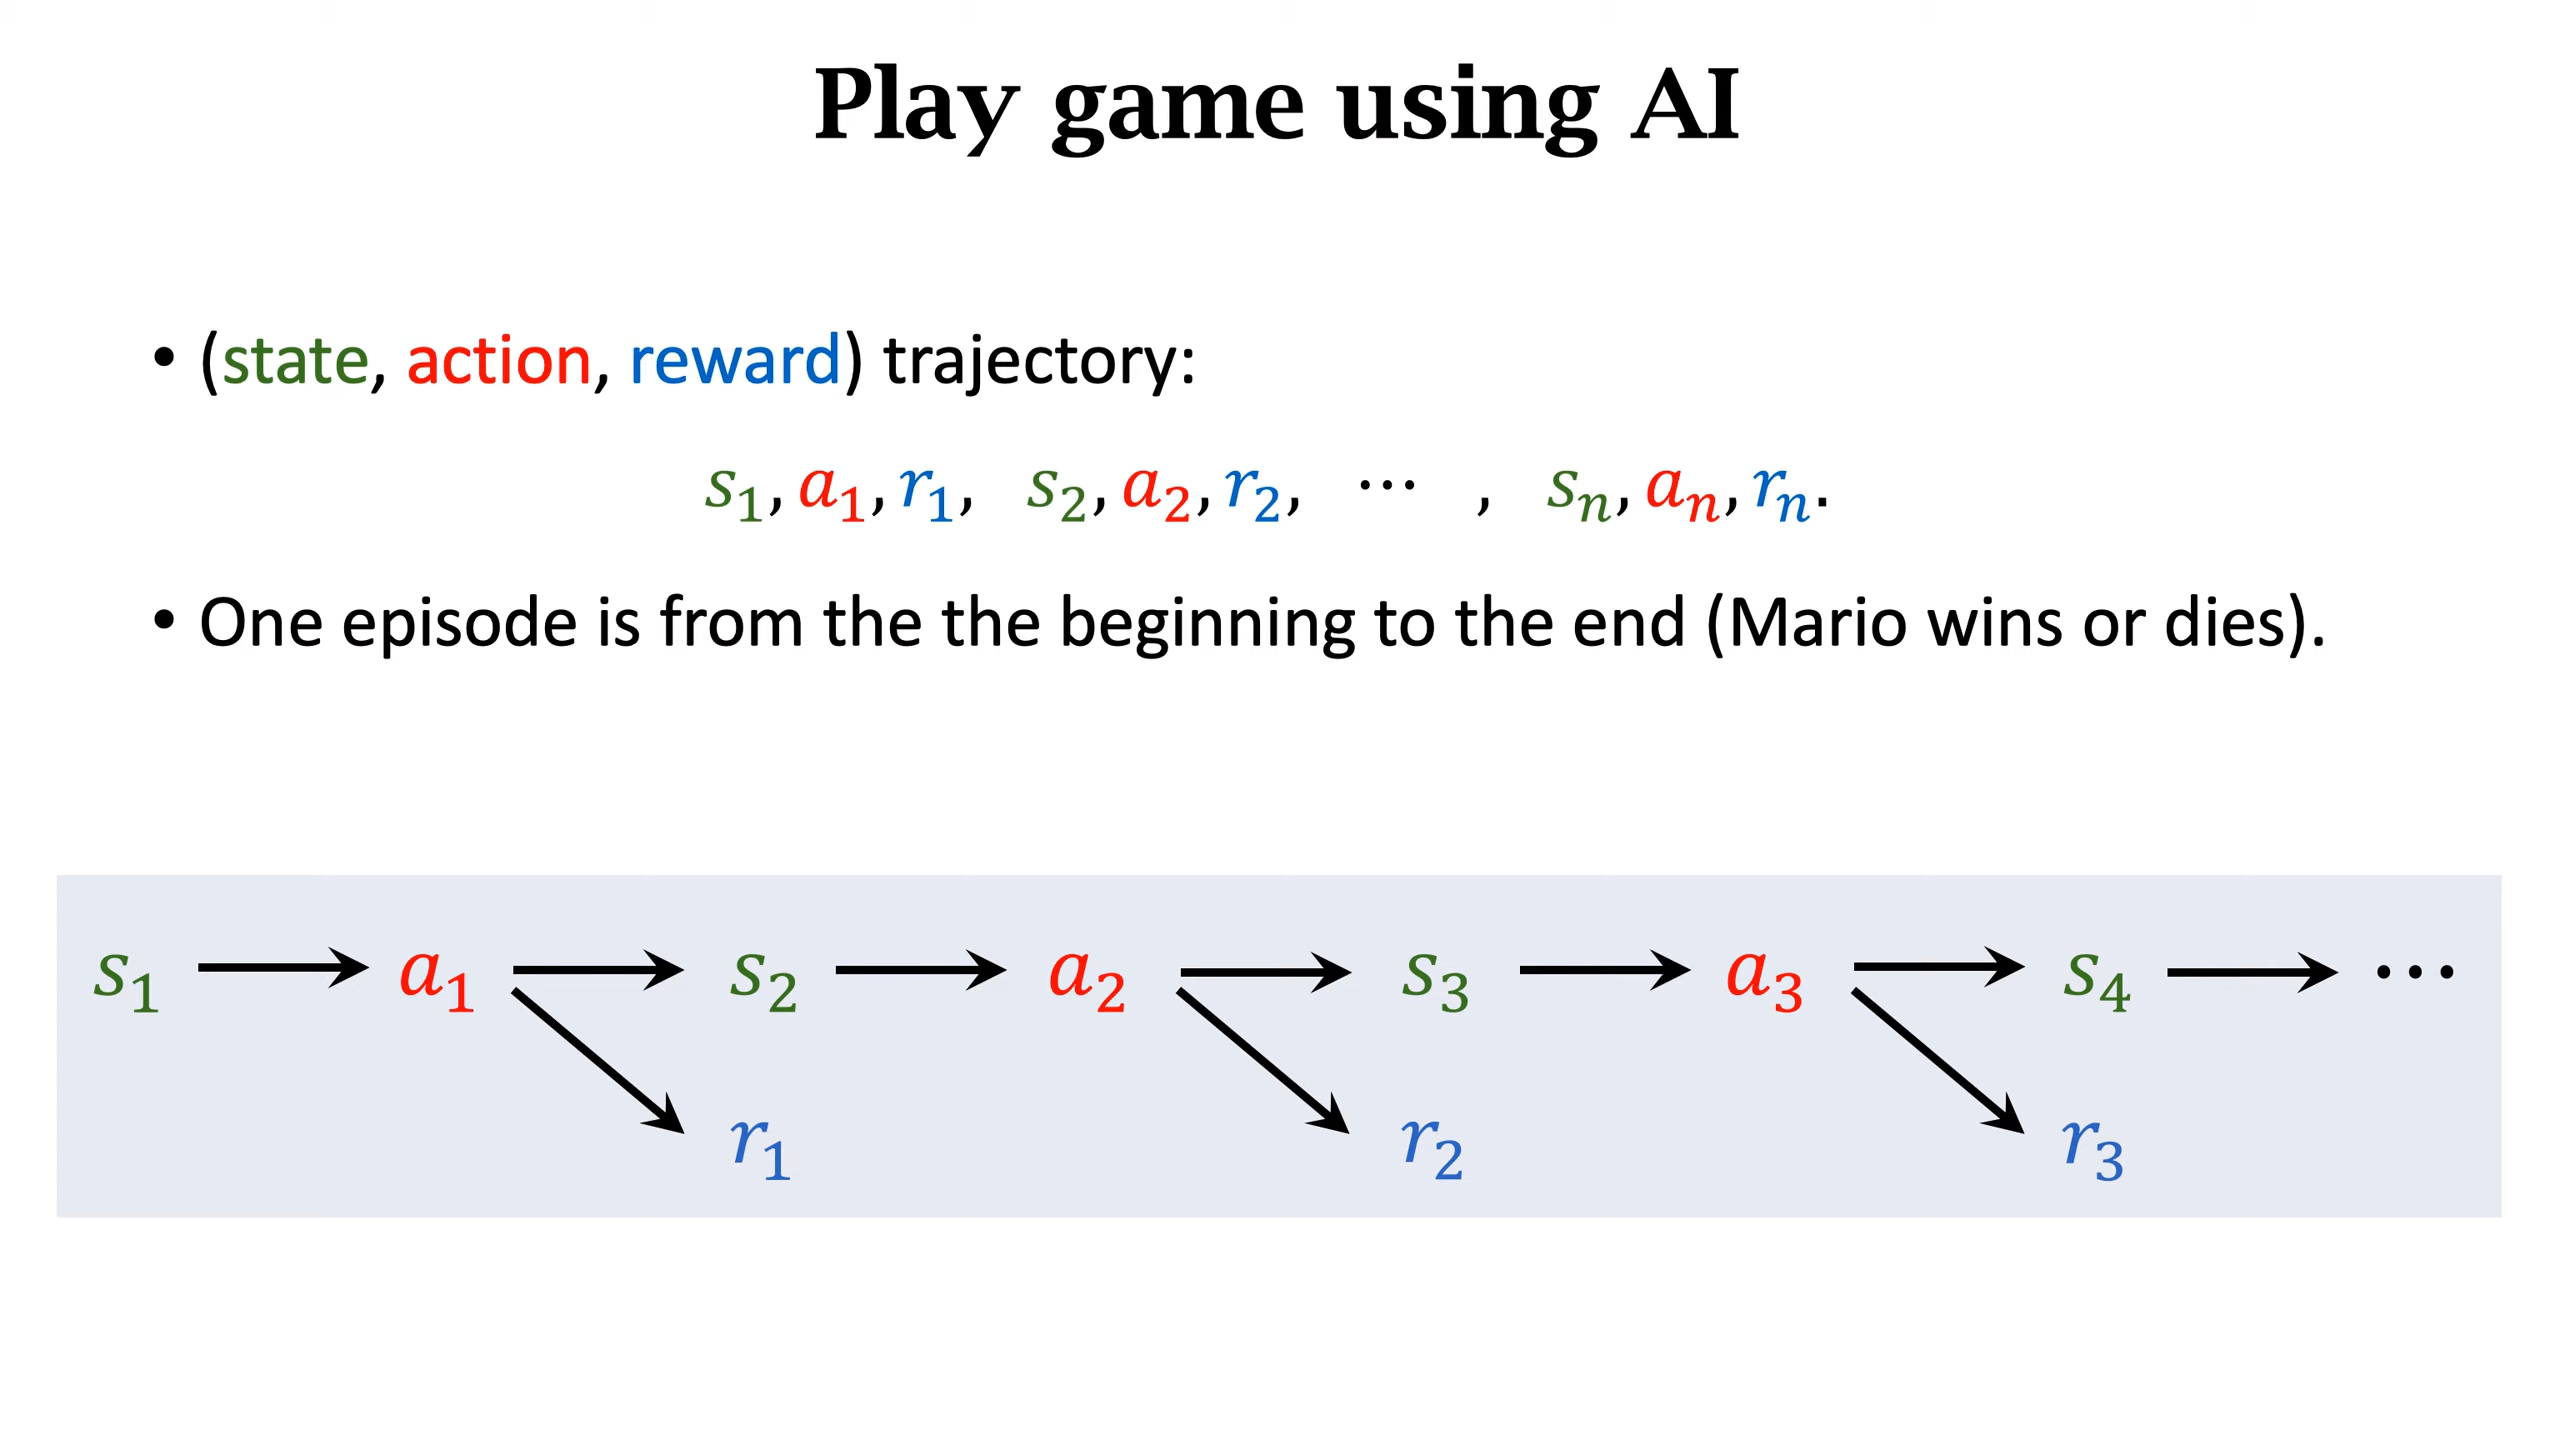 Play game using AI
• (state, action, reward) trajectory:
s₁, a₁, r₁, s₂, a₂, r₂, ⋯ , sₙ, aₙ, rₙ.
• One episode is from the the beginning to the end (Mario wins or dies).
s₁ → a₁ → s₂ → a₂ → s₃ → a₃ → s₄ → ⋯
r₁ r₂ r₃